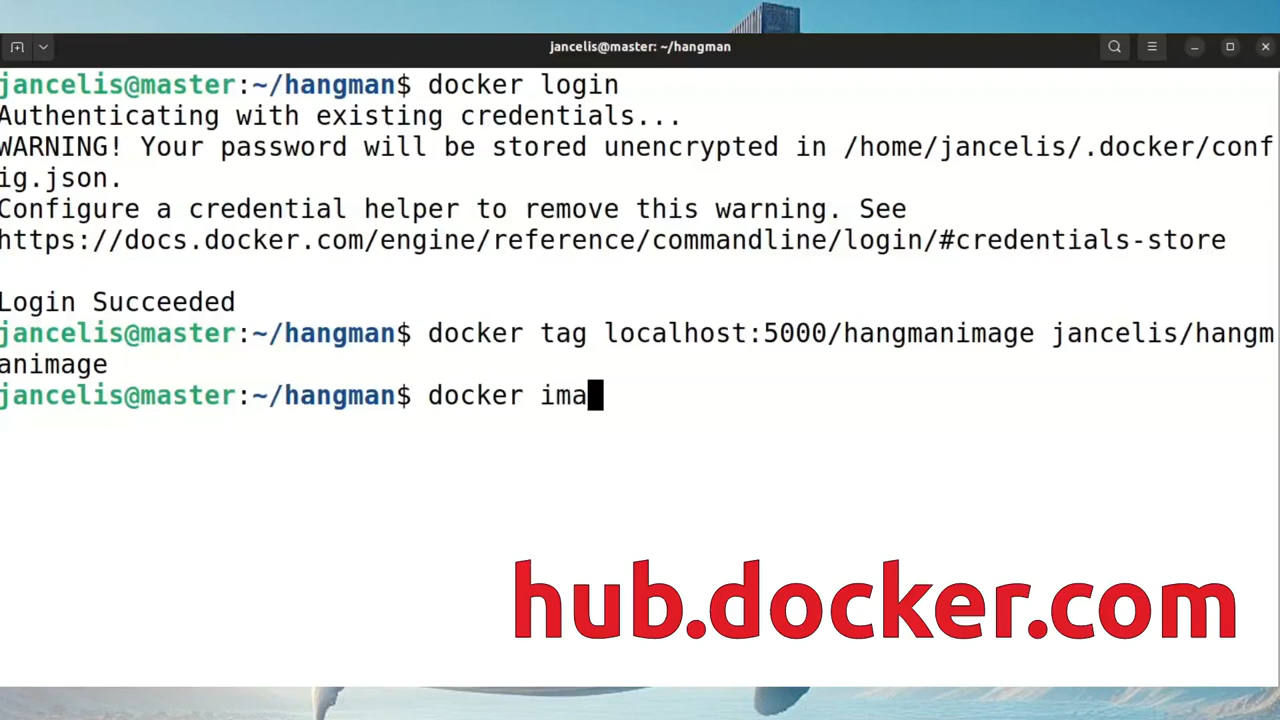 jancelis@master: ~/hangman
jancelis@master:~/hangman$ docker login
Authenticating with existing credentials...
WARNING! Your password will be stored unencrypted in /home/jancelis/.docker/conf
ig.json.
Configure a credential helper to remove this warning. See
https://docs.docker.com/engine/reference/commandline/login/#credentials-store
Login Succeeded
jancelis@master:~/hangman$ docker tag localhost:5000/hangmanimage jancelis/hangm
animage
jancelis@master:~/hangman$ docker ima
hub.docker.com